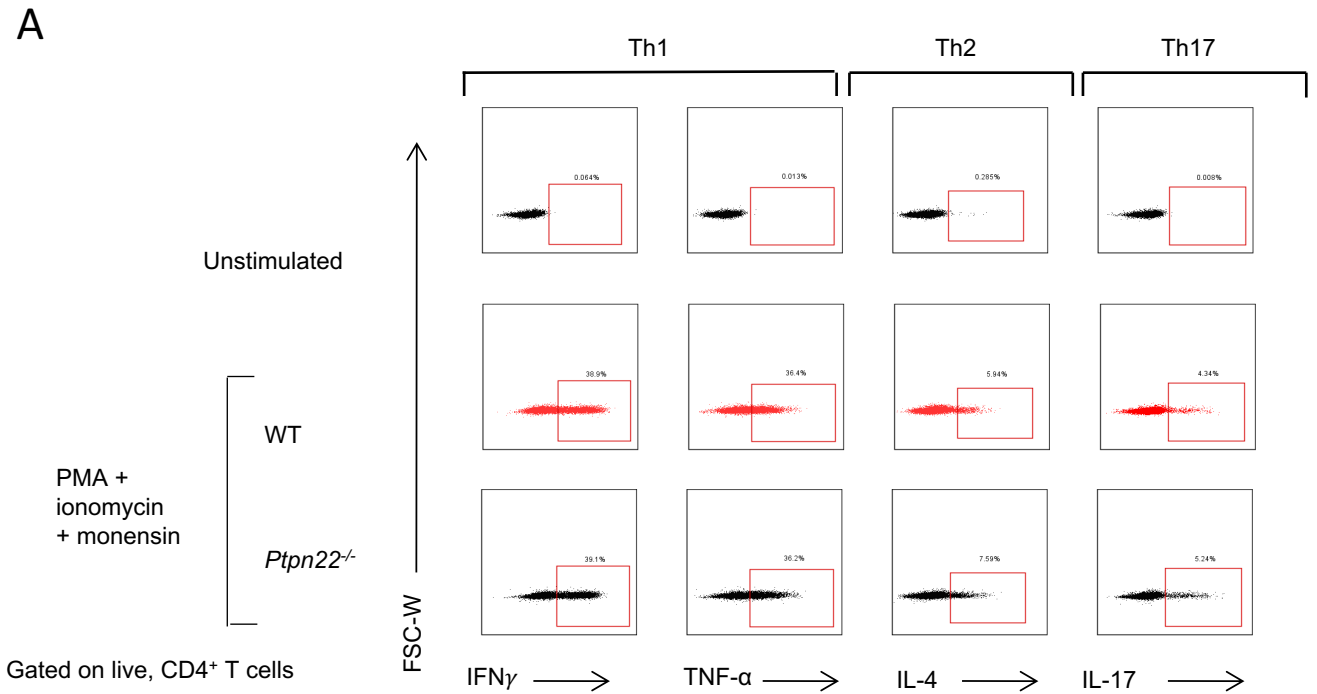 A
Th1 Th2 Th17
0.064% 0.013% 0.285% 0.008%
Unstimulated
38.9% 36.4% 5.94% 4.34%
WT
PMA +
ionomycin
+ monensin
Ptpn22-/-
39.1% 36.2% 7.59% 5.24%
FSC-W
Gated on live, CD4+ T cells
IFNγ TNF-α IL-4 IL-17